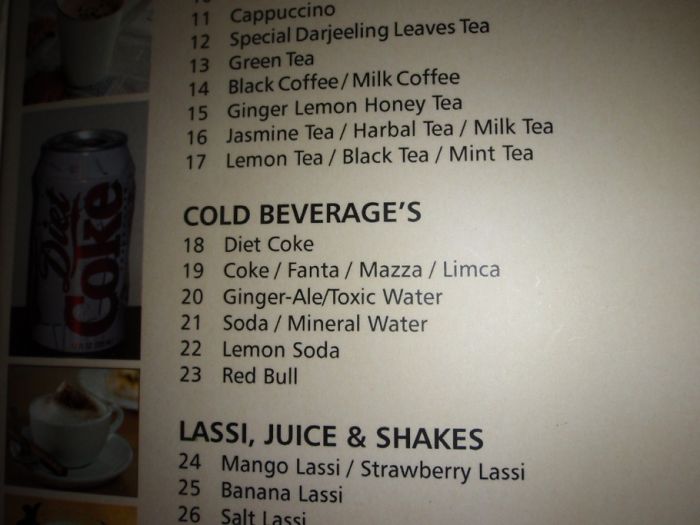 11 Cappuccino
12 Special Darjeeling Leaves Tea
13 Green Tea
14 Black Coffee / Milk Coffee
15 Ginger Lemon Honey Tea
16 Jasmine Tea / Harbal Tea / Milk Tea
17 Lemon Tea / Black Tea / Mint Tea
COLD BEVERAGE'S
18 Diet Coke
19 Coke / Fanta / Mazza / Limca
20 Ginger-Ale/Toxic Water
21 Soda / Mineral Water
22 Lemon Soda
23 Red Bull
LASSI, JUICE & SHAKES
24 Mango Lassi / Strawberry Lassi
25 Banana Lassi
26 Salt Lassi
Diet
Coke